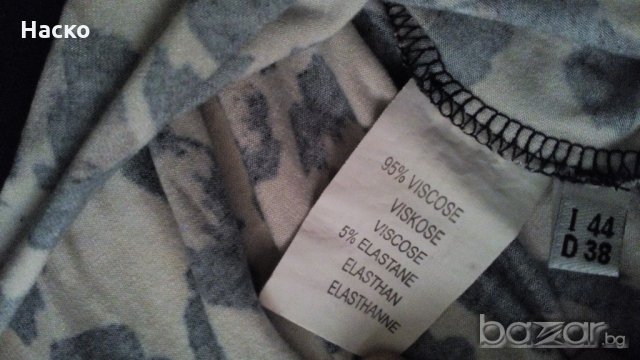 Наско
95% VISCOSE
VISKOSE
VISCOSE
5% ELASTANE
ELASTHAN
ELASTHANNE
I 44
D 38
bazar.bg